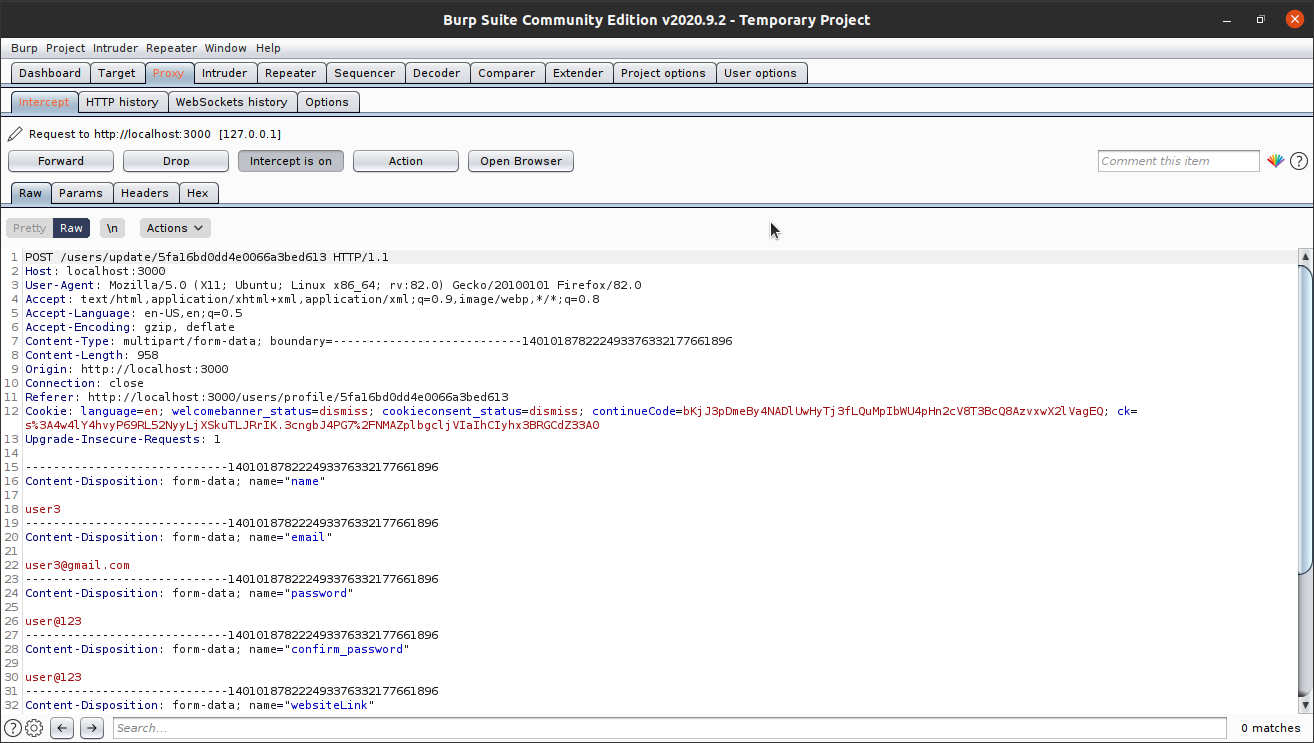 Burp Suite Community Edition v2020.9.2 - Temporary Project
Burp Project Intruder Repeater Window Help
Dashboard Target Proxy Intruder Repeater Sequencer Decoder Comparer Extender Project options User options
Intercept HTTP history WebSockets history Options
Request to http://localhost:3000 [127.0.0.1]
Forward Drop Intercept is on Action Open Browser Comment this item ?
Raw Params Headers Hex
Pretty Raw \n Actions
1 POST /users/update/5fa16bd0dd4e0066a3bed613 HTTP/1.1
2 Host: localhost:3000
3 User-Agent: Mozilla/5.0 (X11; Ubuntu; Linux x86_64; rv:82.0) Gecko/20100101 Firefox/82.0
4 Accept: text/html,application/xhtml+xml,application/xml;q=0.9,image/webp,*/*;q=0.8
5 Accept-Language: en-US,en;q=0.5
6 Accept-Encoding: gzip, deflate
7 Content-Type: multipart/form-data; boundary=---------------------------140101878222493376332177661896
8 Content-Length: 958
9 Origin: http://localhost:3000
10 Connection: close
11 Referer: http://localhost:3000/users/profile/5fa16bd0dd4e0066a3bed613
12 Cookie: language=en; welcomebanner_status=dismiss; cookieconsent_status=dismiss; continueCode=bKjJ3pDmeBy4NADlUwHyTj3fLQuMpIbWU4pHn2cV8T3BcQ8AzvxwX2lVagEQ; ck=
s%3A4w4lY4hvyP69RL52NyyLjXSkuTLJRrIK.3cngbJ4PG7%2FNMAZplbgcljVIaIhCIyhx3BRGCdZ33A0
13 Upgrade-Insecure-Requests: 1
14
15 -----------------------------140101878222493376332177661896
16 Content-Disposition: form-data; name="name"
17
18 user3
19 -----------------------------140101878222493376332177661896
20 Content-Disposition: form-data; name="email"
21
22 user3@gmail.com
23 -----------------------------140101878222493376332177661896
24 Content-Disposition: form-data; name="password"
25
26 user@123
27 -----------------------------140101878222493376332177661896
28 Content-Disposition: form-data; name="confirm_password"
29
30 user@123
31 -----------------------------140101878222493376332177661896
32 Content-Disposition: form-data; name="websiteLink"
? Search... 0 matches